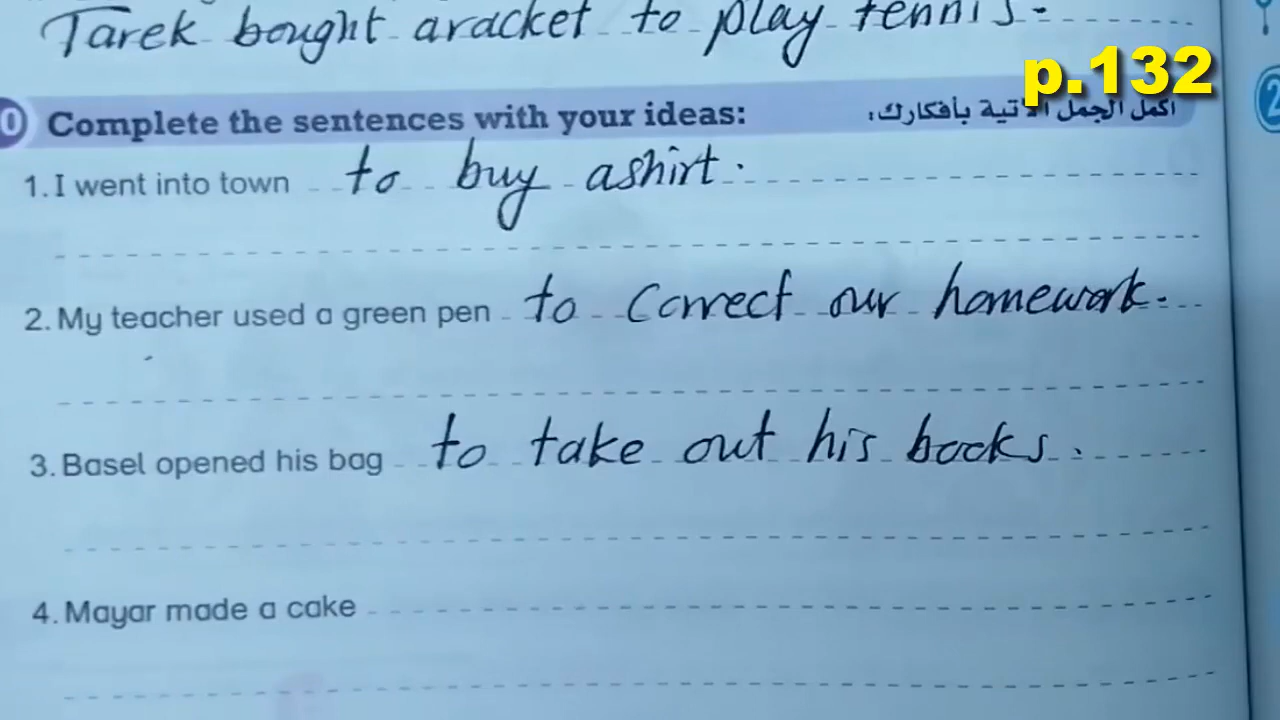 Tarek bought aracket to play tennis.
p.132
Complete the sentences with your ideas: اكمل الجمل الآتية بأفكارك:
1. I went into town to buy ashirt.
2. My teacher used a green pen to correct our homework.
3. Basel opened his bag to take out his books.
4. Mayar made a cake